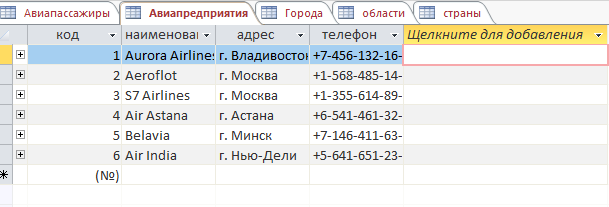 Авиапассажиры Авиапредприятия Города области страны
код наименован адрес телефон Щелкните для добавления
1 Aurora Airlines г. Владивосток +7-456-132-16-
2 Aeroflot г. Москва +1-568-485-14-
3 S7 Airlines г. Москва +1-355-614-89-
4 Air Astana г. Астана +6-541-461-32-
5 Belavia г. Минск +7-146-411-63-
6 Air India г. Нью-Дели +5-641-651-23-
(№)